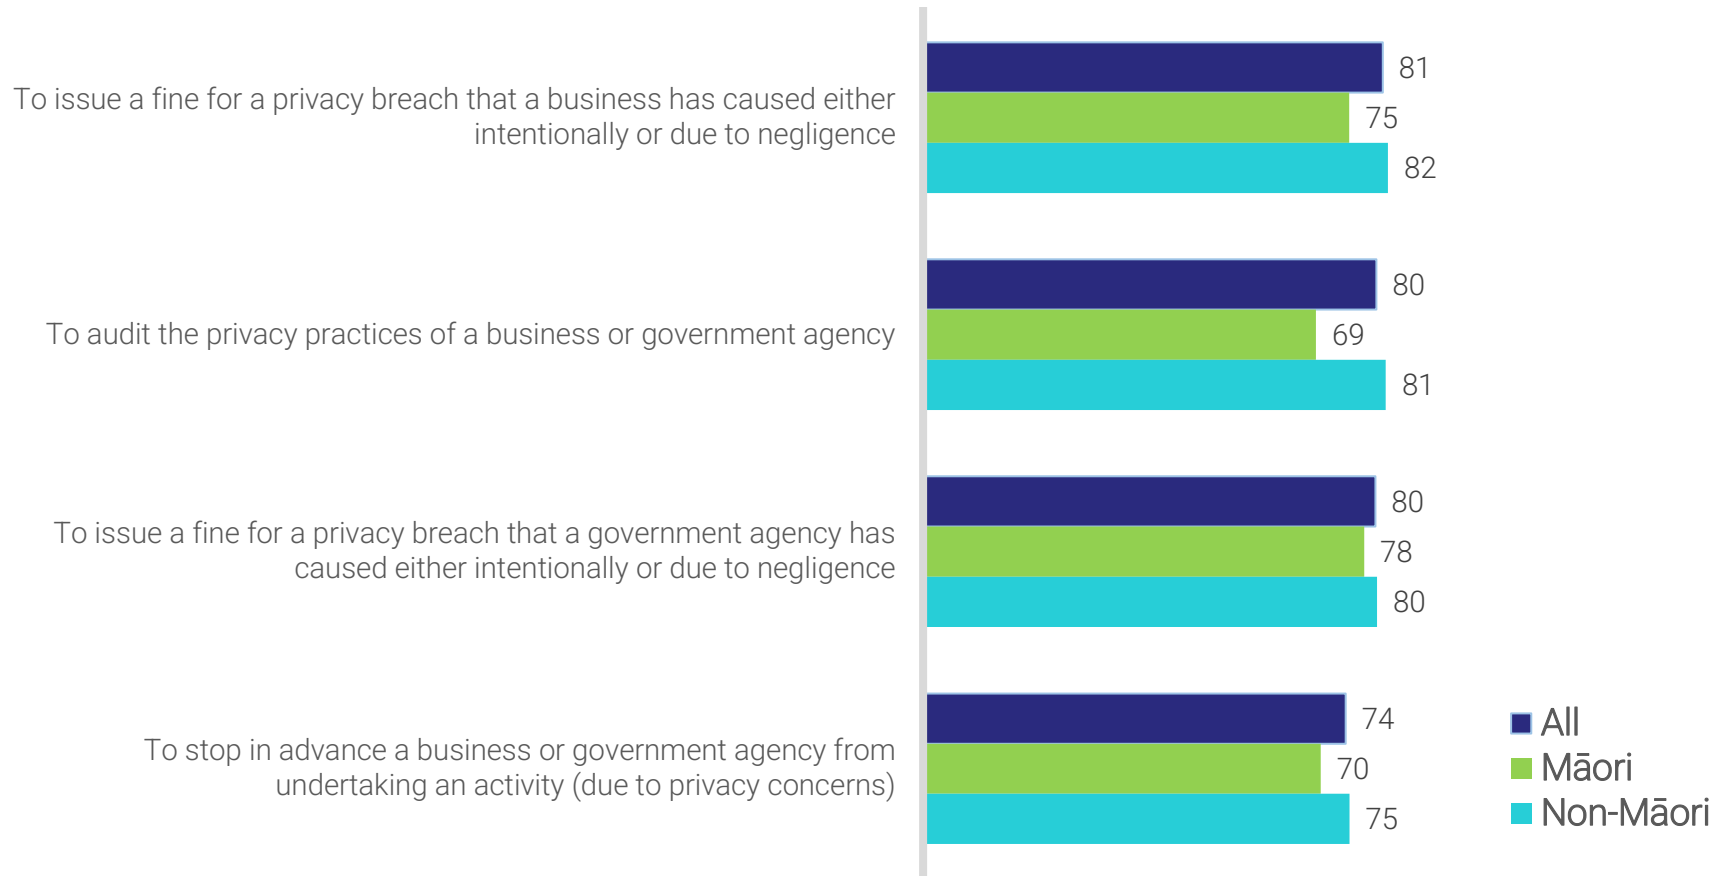 To issue a fine for a privacy breach that a business has caused either
intentionally or due to negligence
81
75
82
To audit the privacy practices of a business or government agency
80
69
81
To issue a fine for a privacy breach that a government agency has
caused either intentionally or due to negligence
80
78
80
To stop in advance a business or government agency from
undertaking an activity (due to privacy concerns)
74
70
75
All
Māori
Non-Māori